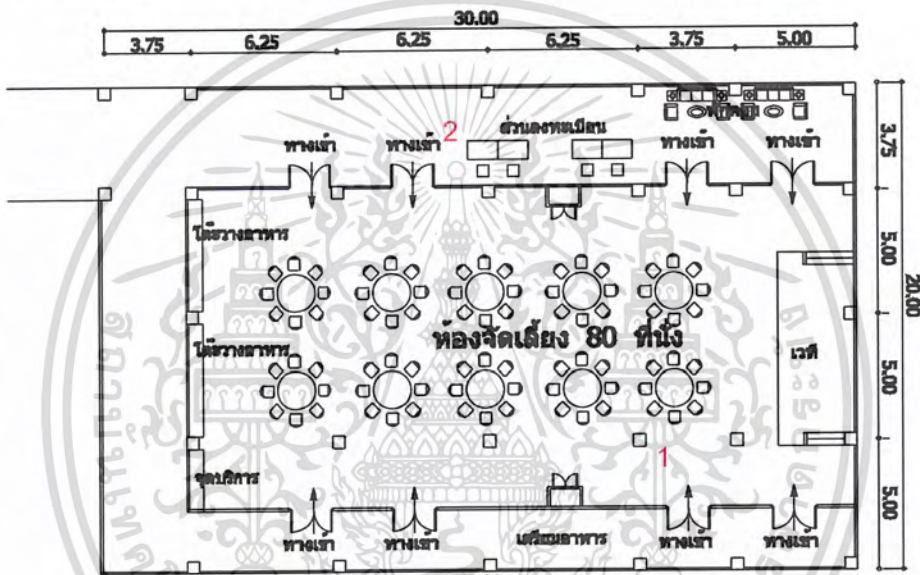 30.00
3.75 6.25 6.25 6.25 3.75 5.00
2 ส่วนลงทะเบียน
ทางเข้า ทางเข้า ทางเข้า ทางเข้า
3.75
โต๊ะวางอาหาร
5.00
20.00
ห้องจัดเลี้ยง 80 ที่นั่ง
โต๊ะวางอาหาร
เวที
5.00
1
ชุดบริการ
5.00
ทางเข้า ทางเข้า เตรียมอาหาร ทางเข้า ทางเข้า